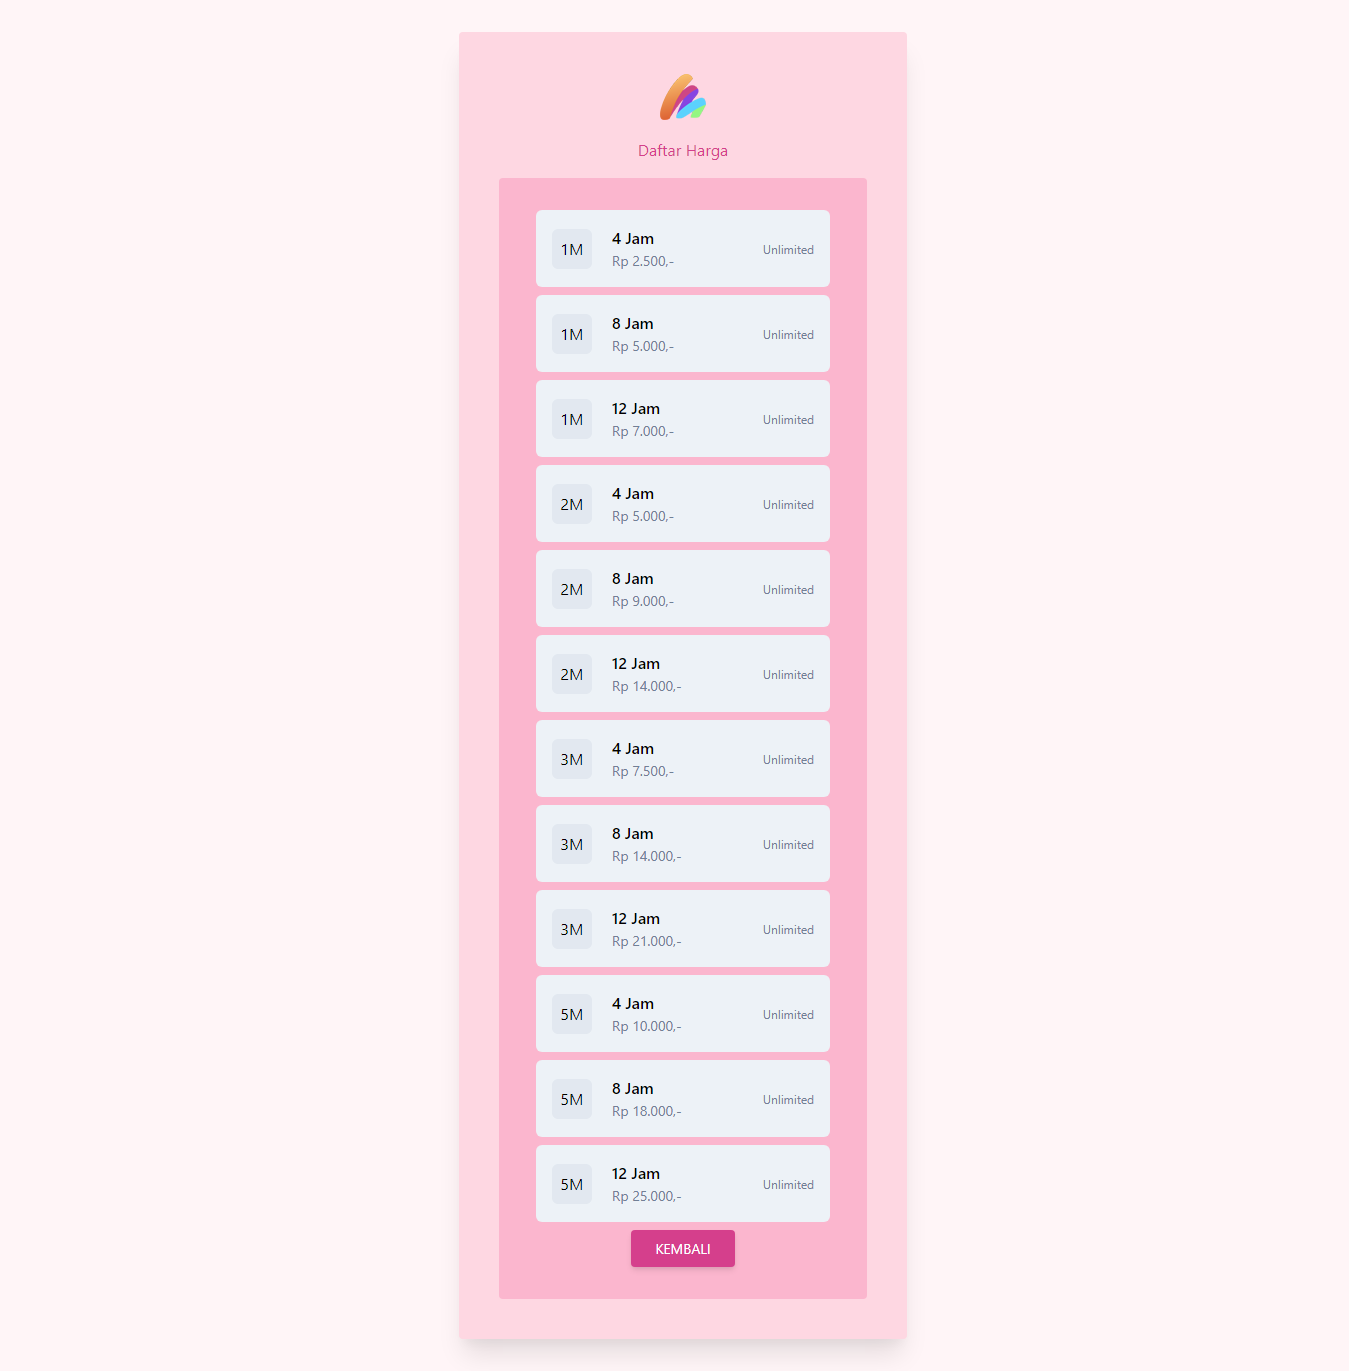 Daftar Harga
1M
4 Jam
Rp 2.500,-
Unlimited
1M
8 Jam
Rp 5.000,-
Unlimited
1M
12 Jam
Rp 7.000,-
Unlimited
2M
4 Jam
Rp 5.000,-
Unlimited
2M
8 Jam
Rp 9.000,-
Unlimited
2M
12 Jam
Rp 14.000,-
Unlimited
3M
4 Jam
Rp 7.500,-
Unlimited
3M
8 Jam
Rp 14.000,-
Unlimited
3M
12 Jam
Rp 21.000,-
Unlimited
5M
4 Jam
Rp 10.000,-
Unlimited
5M
8 Jam
Rp 18.000,-
Unlimited
5M
12 Jam
Rp 25.000,-
Unlimited
KEMBALI